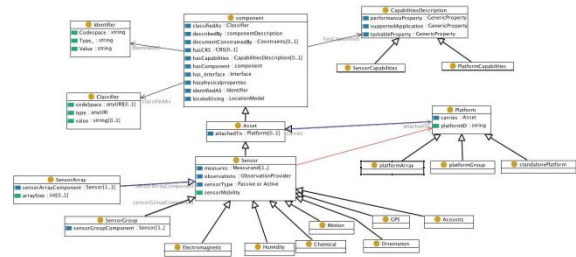 Identifier
Codespace : string
Type_ : string
Value : string
component
classifiedAs : Classifier
describedBy : componentDescription
documentConstrainedBy : Constraints[0..1]
hasCRS : CRS[0..1]
hasCapabilities : CapabilitiesDescription[0..1]
hasComponent : component
has_Interface : Interface
hasphysicalproperties
identifiedAS : Identifier
locatedUsing : LocationModel
CapabilitiesDescription
performanceProperty : GenericProperty
supportedApplication : GenericProperty
taskableProperty : GenericProperty
SensorCapabilities
PlatformCapabilities
Classifier
codeSpace : anyURI[0..1]
type : anyURI
value : string[0..1]
classifiedAs
Asset
attachedTo : Platform[0..1]
carries
Platform
carries : Asset
platformID : string
platformArray
platformGroup
standalonePlatform
Sensor
measures : Measurand[1..]
observations : ObservationProvider
sensorType : Passive or Active
sensorMobility
SensorArray
sensorArrayComponent : Sensor[1..1]
arraySize : int[0..1]
sensorArrayComponent
SensorGroup
sensorGroupComponent : Sensor[1..]
sensorGroupComponent
Electromagnetic
Humidity
Chemical
Motion
Orientation
GPS
Acoustic